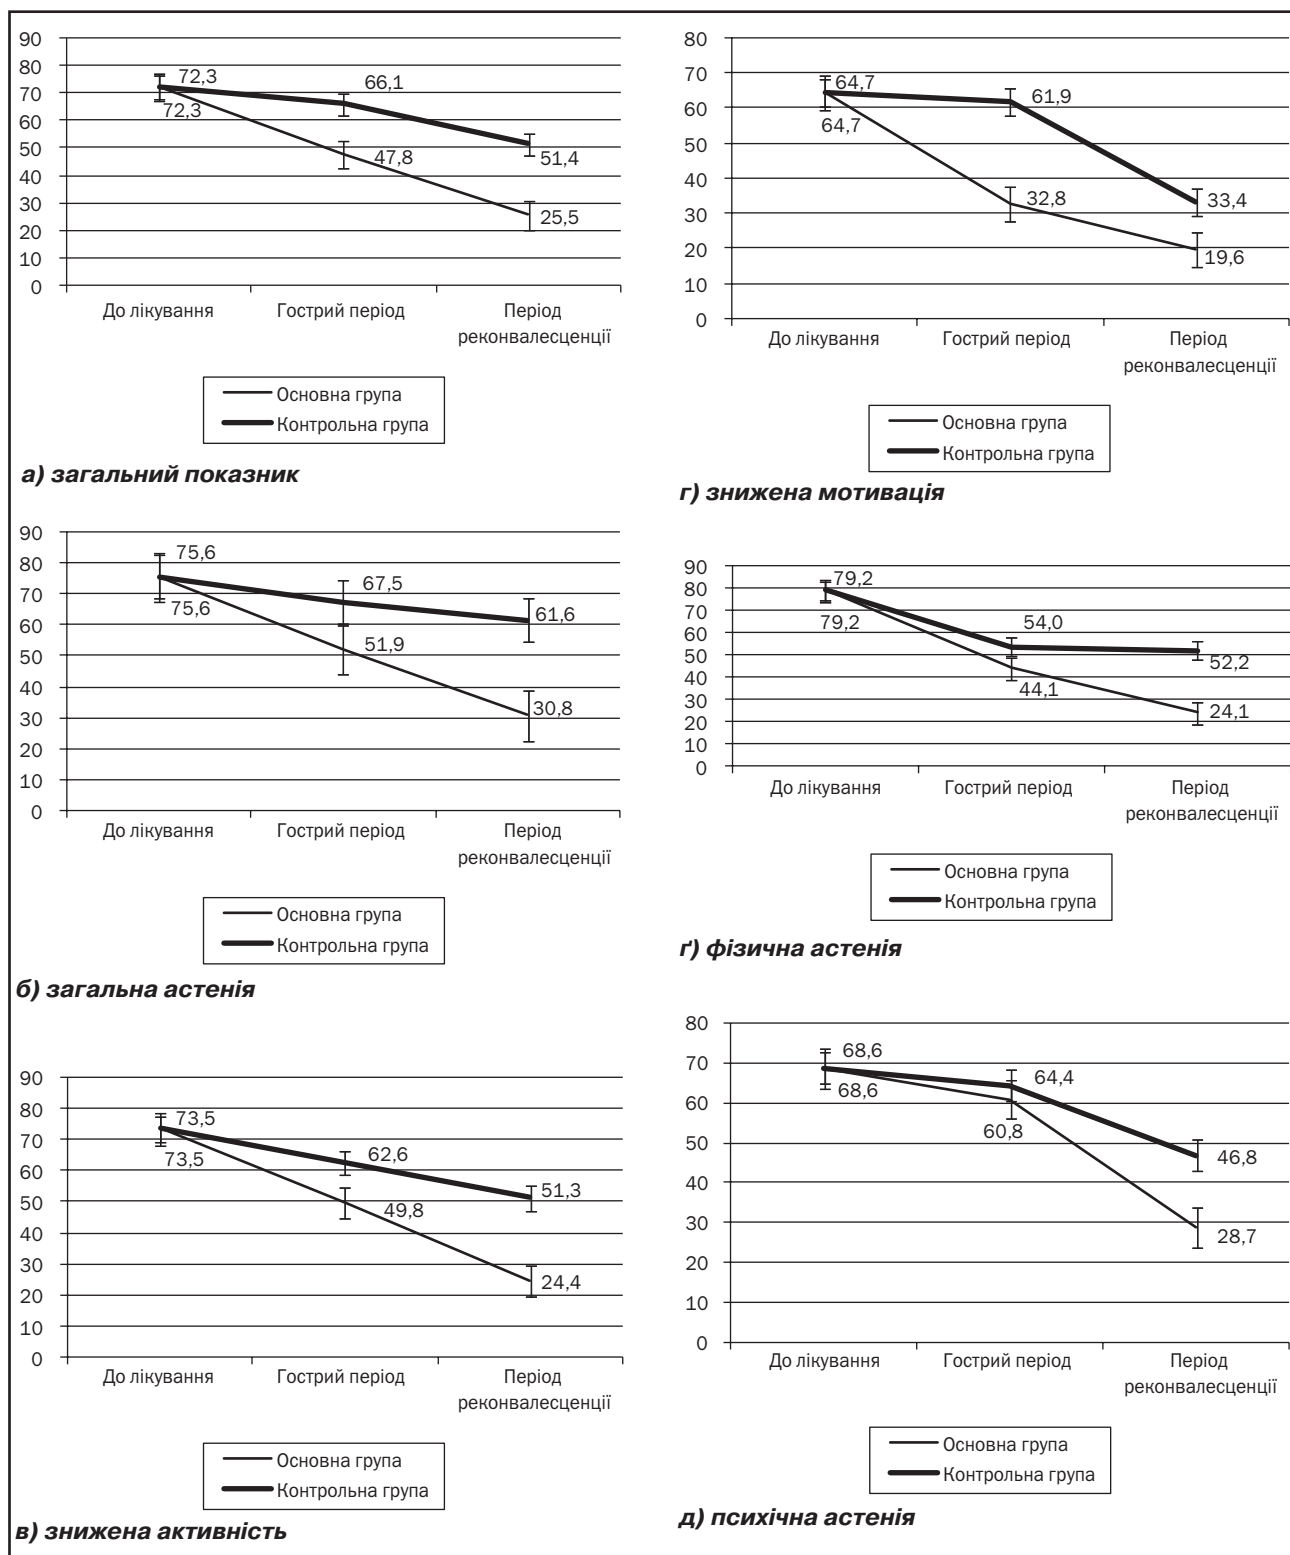 90
80
70
60
50
40
30
20
10
0
72,3
72,3
66,1
47,8
51,4
25,5
До лікування
Гострий період
Період
реконвалесценції
Основна група
Контрольна група
а) загальний показник
90
80
70
60
50
40
30
20
10
0
75,6
75,6
67,5
51,9
61,6
30,8
До лікування
Гострий період
Період
реконвалесценції
Основна група
Контрольна група
б) загальна астенія
90
80
70
60
50
40
30
20
10
0
73,5
73,5
62,6
49,8
51,3
24,4
До лікування
Гострий період
Період
реконвалесценції
Основна група
Контрольна група
в) знижена активність
80
70
60
50
40
30
20
10
0
64,7
64,7
61,9
32,8
33,4
19,6
До лікування
Гострий період
Період
реконвалесценції
Основна група
Контрольна група
г) знижена мотивація
90
80
70
60
50
40
30
20
10
0
79,2
79,2
54,0
44,1
52,2
24,1
До лікування
Гострий період
Період
реконвалесценції
Основна група
Контрольна група
ґ) фізична астенія
80
70
60
50
40
30
20
10
0
68,6
68,6
64,4
60,8
46,8
28,7
До лікування
Гострий період
Період
реконвалесценції
Основна група
Контрольна група
д) психічна астенія